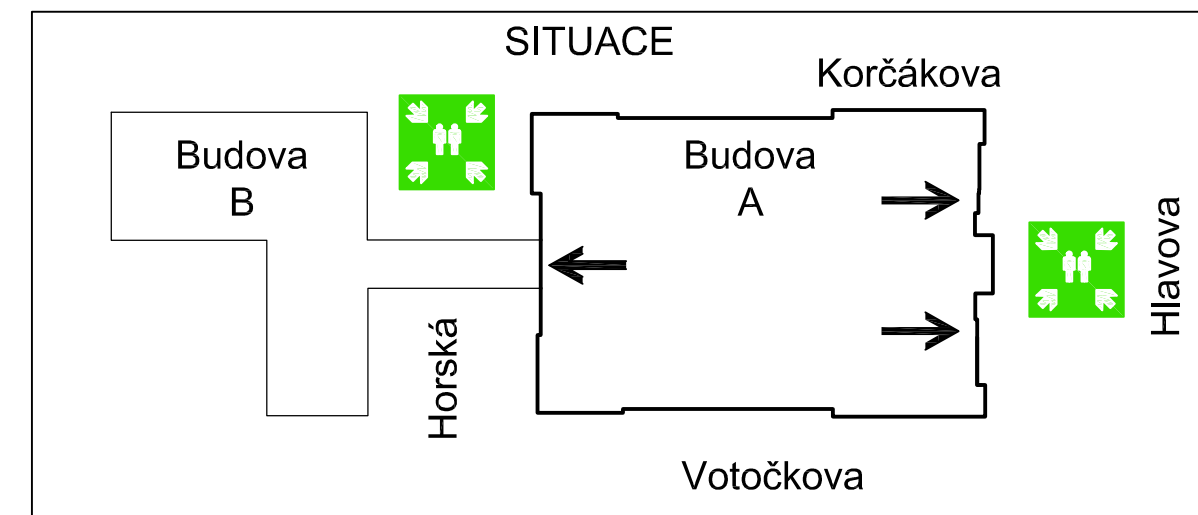 SITUACE
Korčákova
Budova
B
Budova
A
Hlavova
Horská
Votočkova